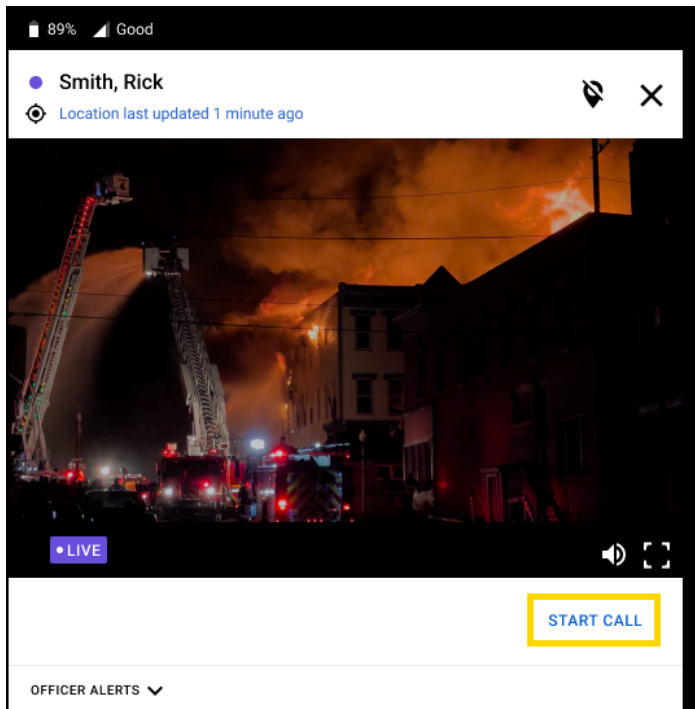 89% Good
Smith, Rick
Location last updated 1 minute ago
LIVE
START CALL
OFFICER ALERTS